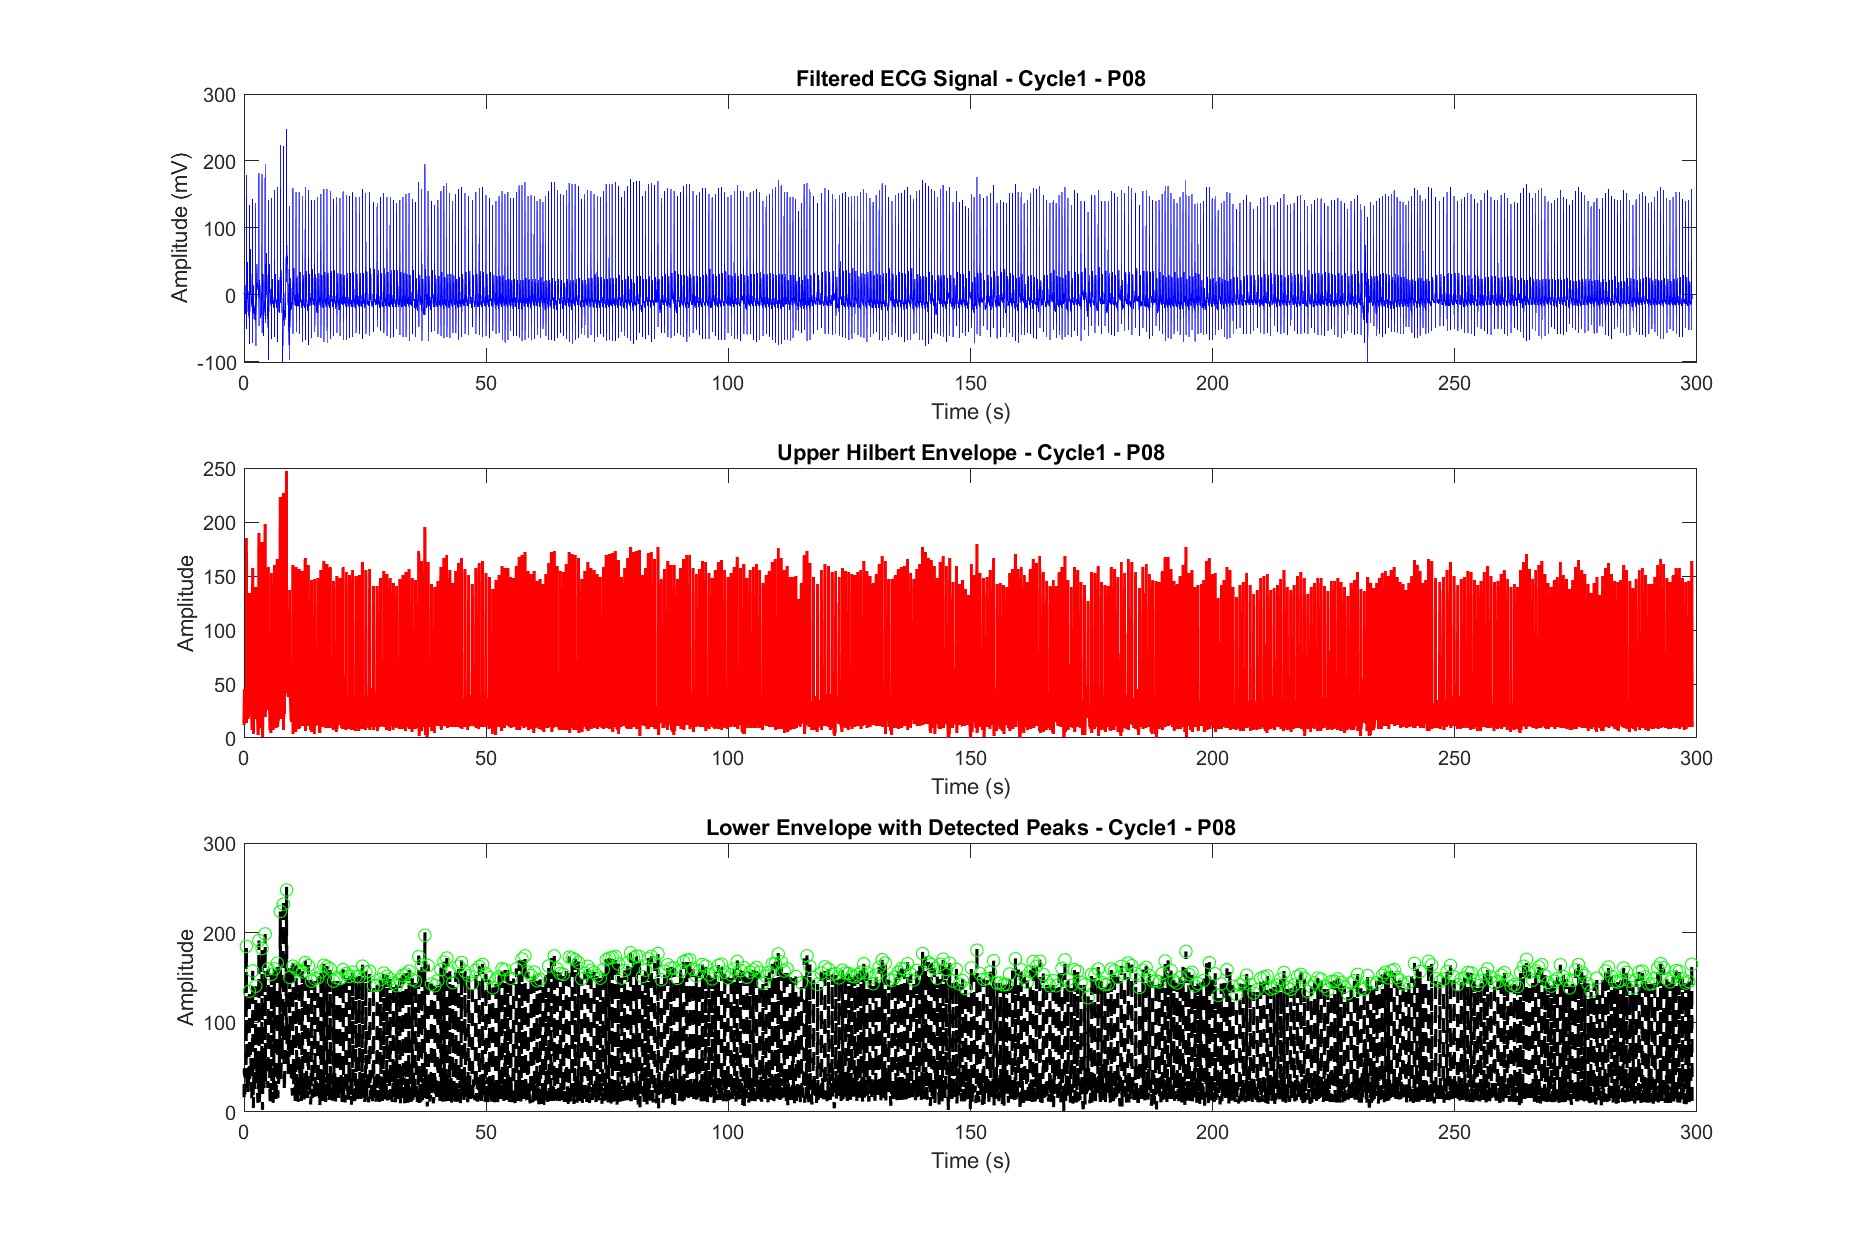 Filtered ECG Signal - Cycle1 - P08
300
200
100
0
-100
Amplitude (mV)
0 50 100 150 200 250 300
Time (s)
Upper Hilbert Envelope - Cycle1 - P08
250
200
150
100
50
0
Amplitude
0 50 100 150 200 250 300
Time (s)
Lower Envelope with Detected Peaks - Cycle1 - P08
300
200
100
0
Amplitude
0 50 100 150 200 250 300
Time (s)